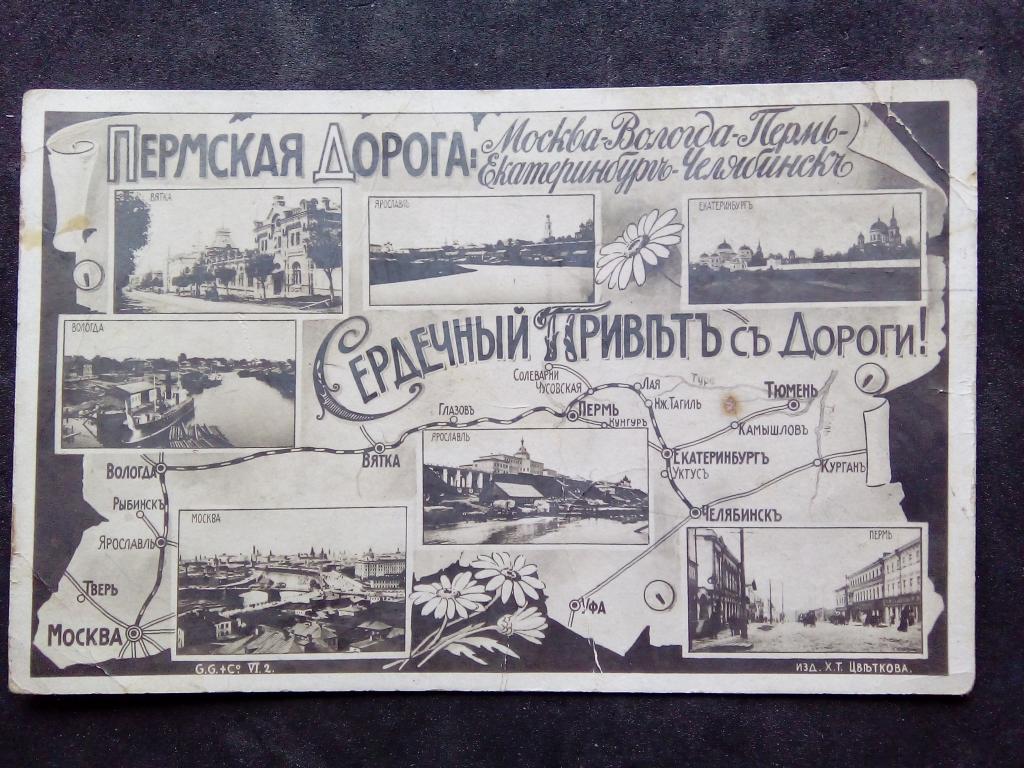 Пермская Дорога: Москва-Вологда-Пермь-
Екатеринбургъ-Челябинскъ
ВЯТКА
ЯРОСЛАВЛЬ
ЕКАТЕРИНБУРГЪ
ВОЛОГДА
Сердечный Привѣтъ съ Дороги!
Солеварни
Чусовская
Лая
Тура
Тюмень
Глазовъ
Пермь
Нж.Тагиль
Кунгуръ
Камышловъ
Вятка
ЯРОСЛАВЛЬ
Екатеринбургъ
Вологда
Уктусъ
Курганъ
Рыбинскъ
МОСКВА
Челябинскъ
Ярославль
ПЕРМЬ
Тверь
Уфа
Москва
G.G.+Cº VI. 2.
изд. Х.Т. Цвѣткова.